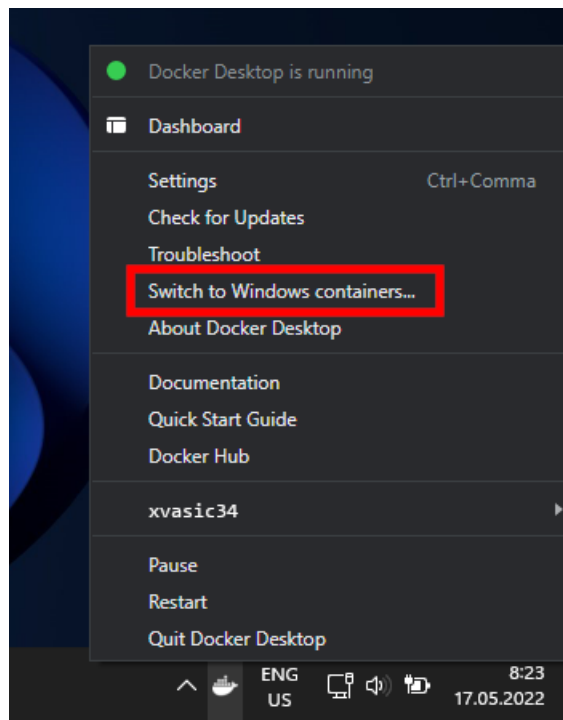 Docker Desktop is running
Dashboard
Settings Ctrl+Comma
Check for Updates
Troubleshoot
Switch to Windows containers...
About Docker Desktop
Documentation
Quick Start Guide
Docker Hub
xvasic34
Pause
Restart
Quit Docker Desktop
ENG 8:23
US 17.05.2022